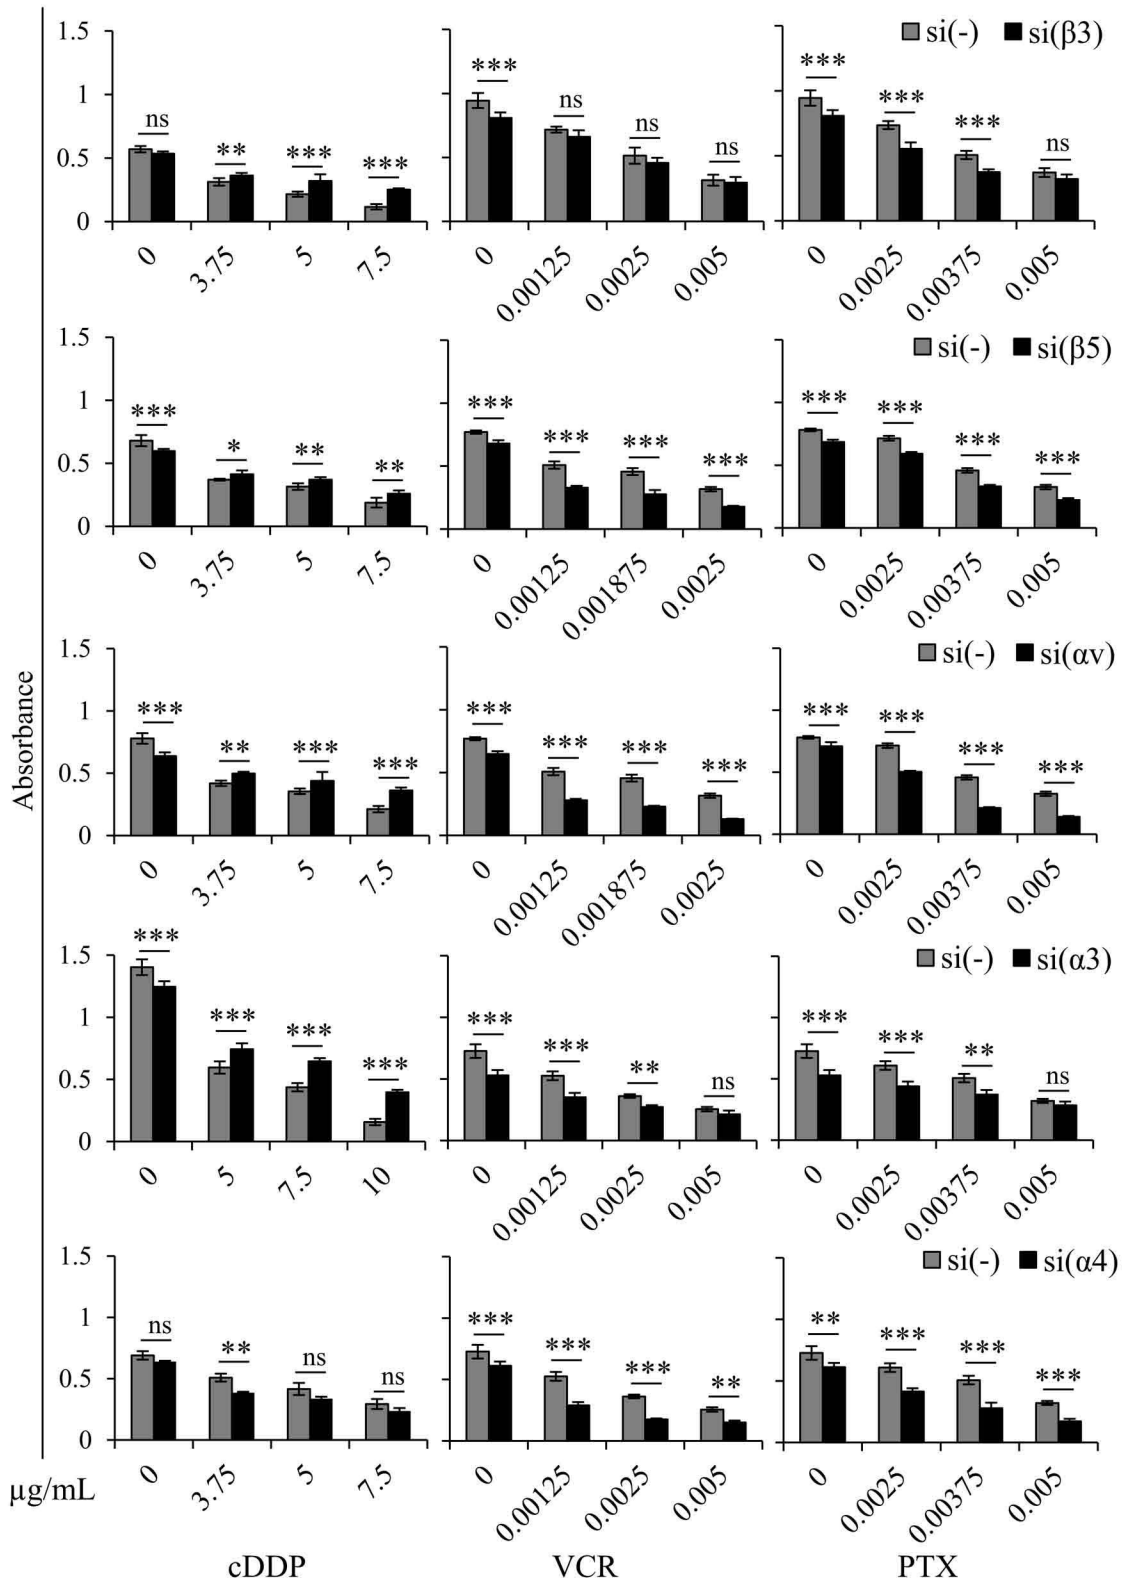 si(-) si(β3)
1.5
1
0.5
0
ns ** *** ***
*** ns ns ns
*** *** *** ns
0 3.75 5 7.5
0 0.00125 0.0025 0.005
0 0.0025 0.00375 0.005
si(-) si(β5)
1.5
1
0.5
0
*** * ** **
*** *** *** ***
*** *** *** ***
0 3.75 5 7.5
0 0.00125 0.001875 0.0025
0 0.0025 0.00375 0.005
Absorbance
si(-) si(αv)
1.5
1
0.5
0
*** ** *** ***
*** *** *** ***
*** *** *** ***
0 3.75 5 7.5
0 0.00125 0.001875 0.0025
0 0.0025 0.00375 0.005
si(-) si(α3)
1.5
1
0.5
0
*** *** *** ***
*** *** ** ns
*** *** ** ns
0 5 7.5 10
0 0.00125 0.0025 0.005
0 0.0025 0.00375 0.005
si(-) si(α4)
1.5
1
0.5
0
ns ** ns ns
*** *** *** **
** *** *** ***
µg/mL
0 3.75 5 7.5
0 0.00125 0.0025 0.005
0 0.0025 0.00375 0.005
cDDP VCR PTX